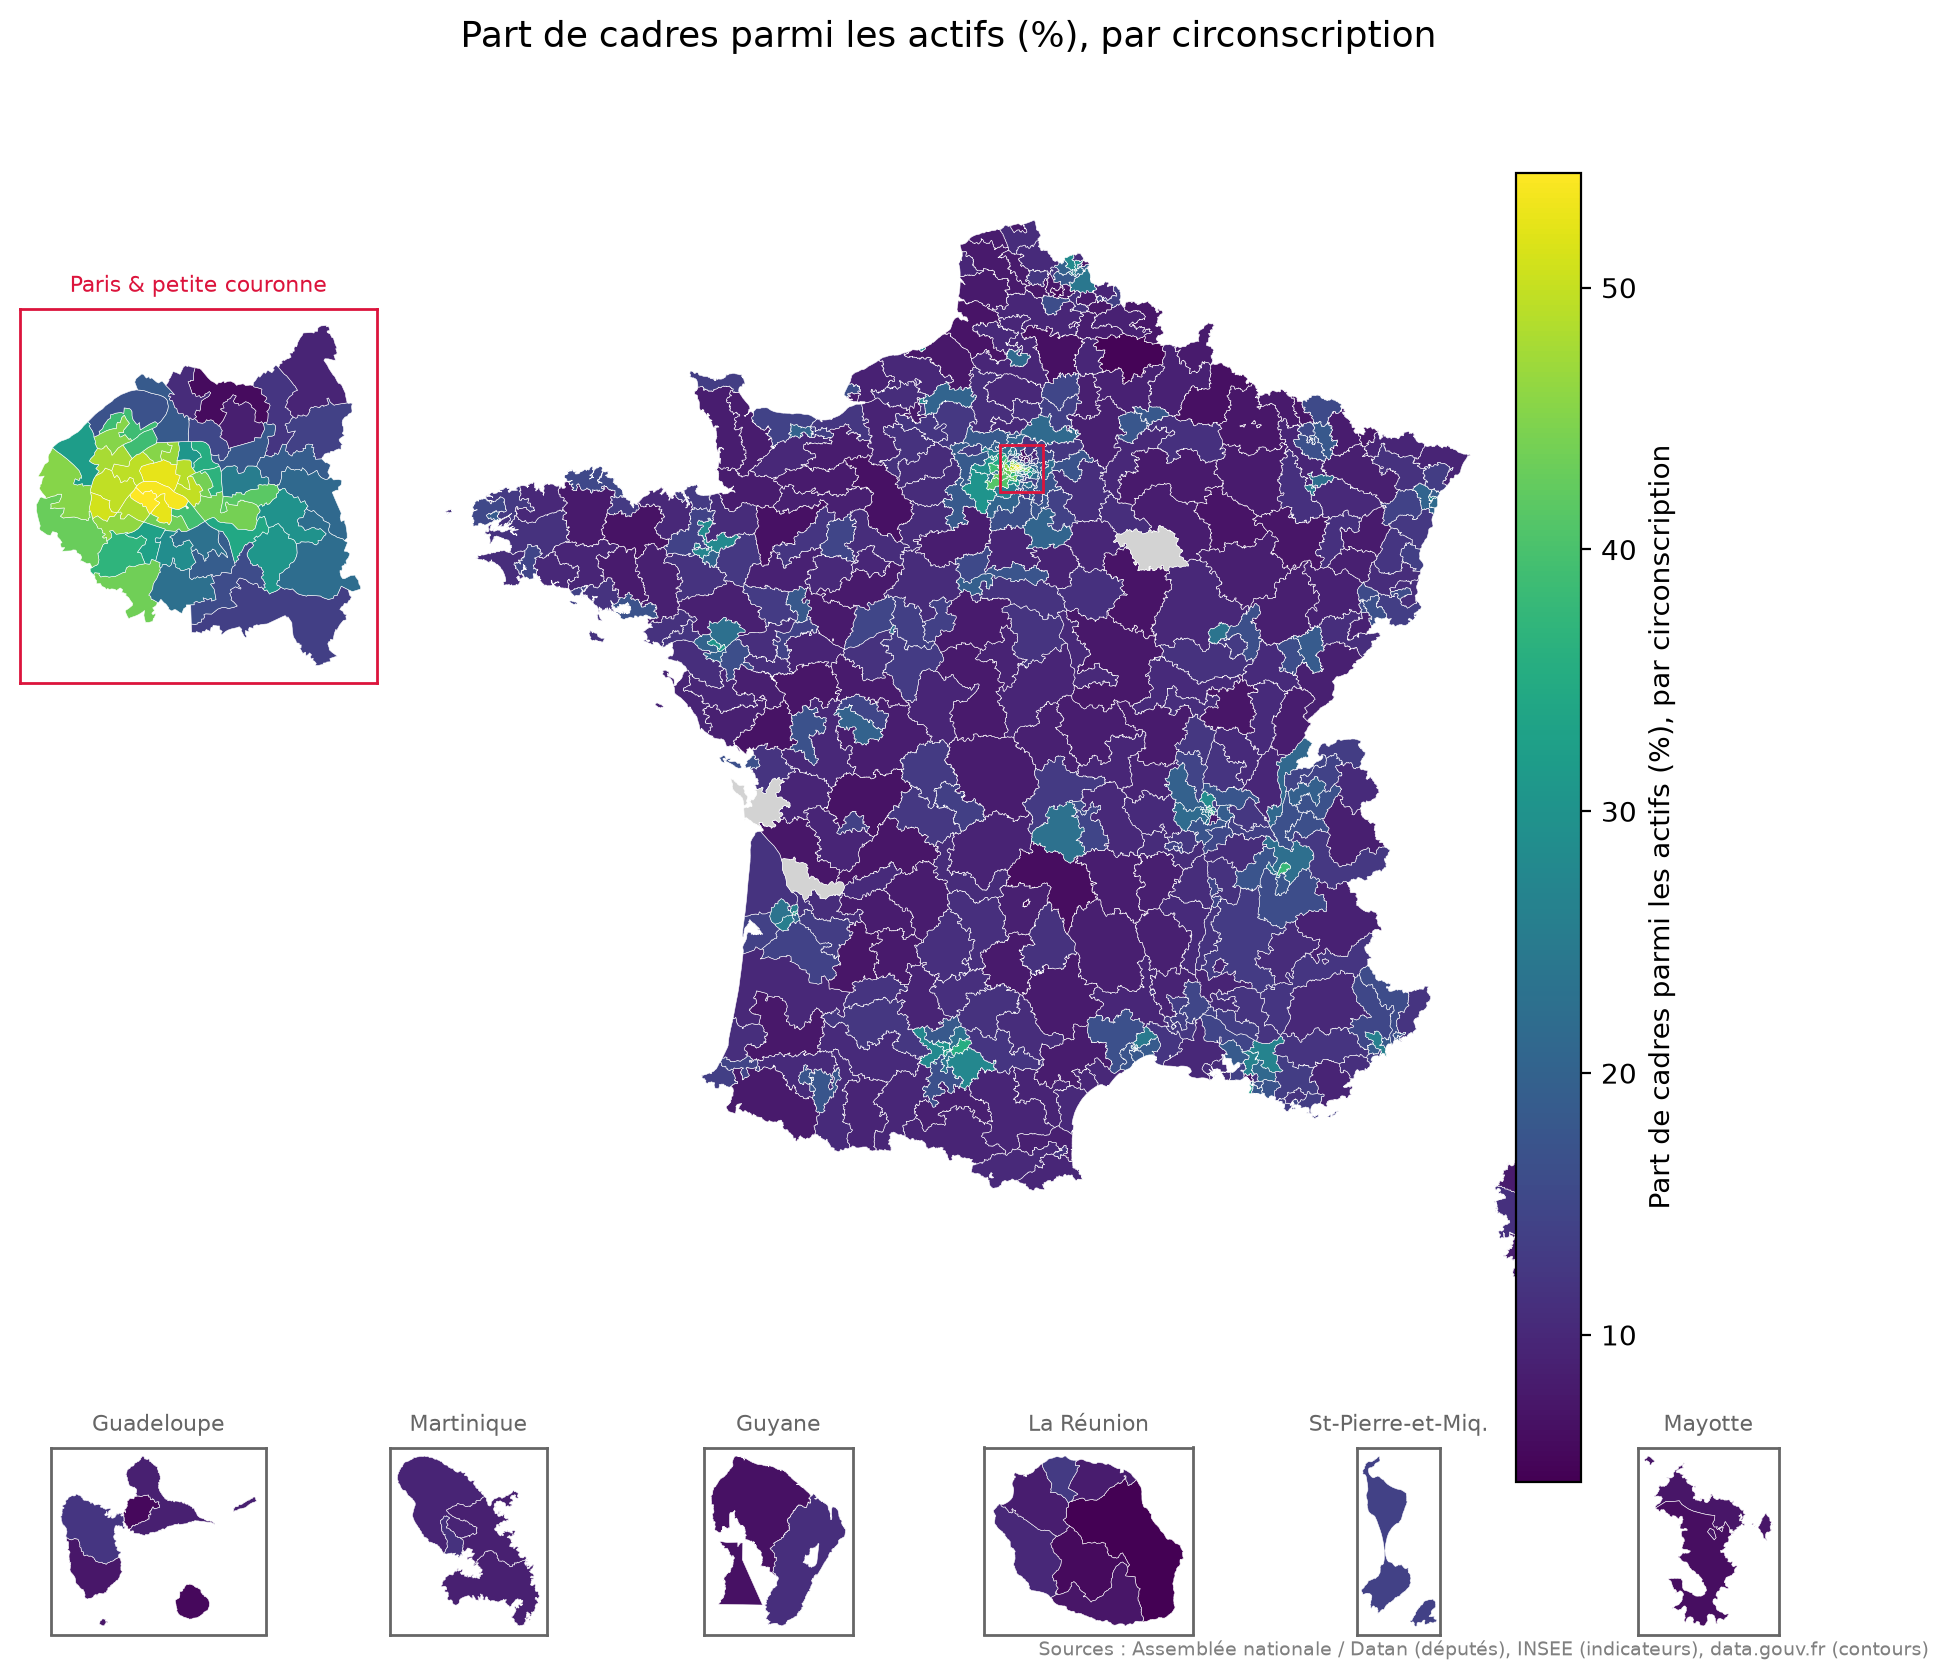 Part de cadres parmi les actifs (%), par circonscription
Paris & petite couronne
50
40
30
20
10
Part de cadres parmi les actifs (%), par circonscription
Guadeloupe
Martinique
Guyane
La Réunion
St-Pierre-et-Miq.
Mayotte
Sources : Assemblée nationale / Datan (députés), INSEE (indicateurs), data.gouv.fr (contours)